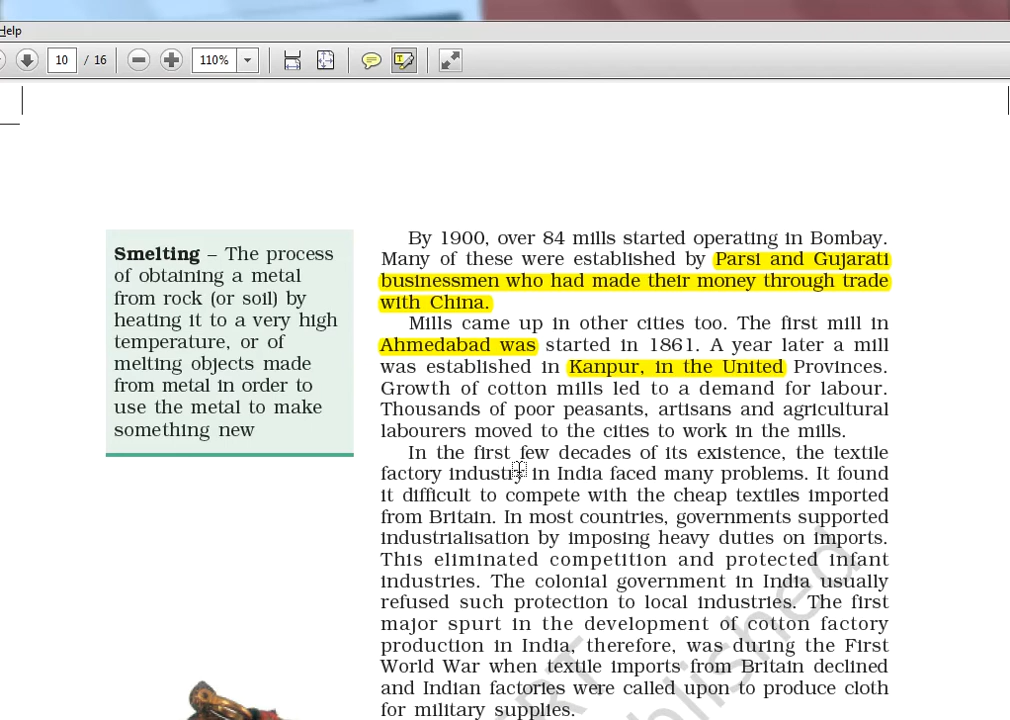 Help
10 / 16 110%
Smelting – The process
of obtaining a metal
from rock (or soil) by
heating it to a very high
temperature, or of
melting objects made
from metal in order to
use the metal to make
something new
By 1900, over 84 mills started operating in Bombay.
Many of these were established by Parsi and Gujarati
businessmen who had made their money through trade
with China.
Mills came up in other cities too. The first mill in
Ahmedabad was started in 1861. A year later a mill
was established in Kanpur, in the United Provinces.
Growth of cotton mills led to a demand for labour.
Thousands of poor peasants, artisans and agricultural
labourers moved to the cities to work in the mills.
In the first few decades of its existence, the textile
factory industry in India faced many problems. It found
it difficult to compete with the cheap textiles imported
from Britain. In most countries, governments supported
industrialisation by imposing heavy duties on imports.
This eliminated competition and protected infant
industries. The colonial government in India usually
refused such protection to local industries. The first
major spurt in the development of cotton factory
production in India, therefore, was during the First
World War when textile imports from Britain declined
and Indian factories were called upon to produce cloth
for military supplies.